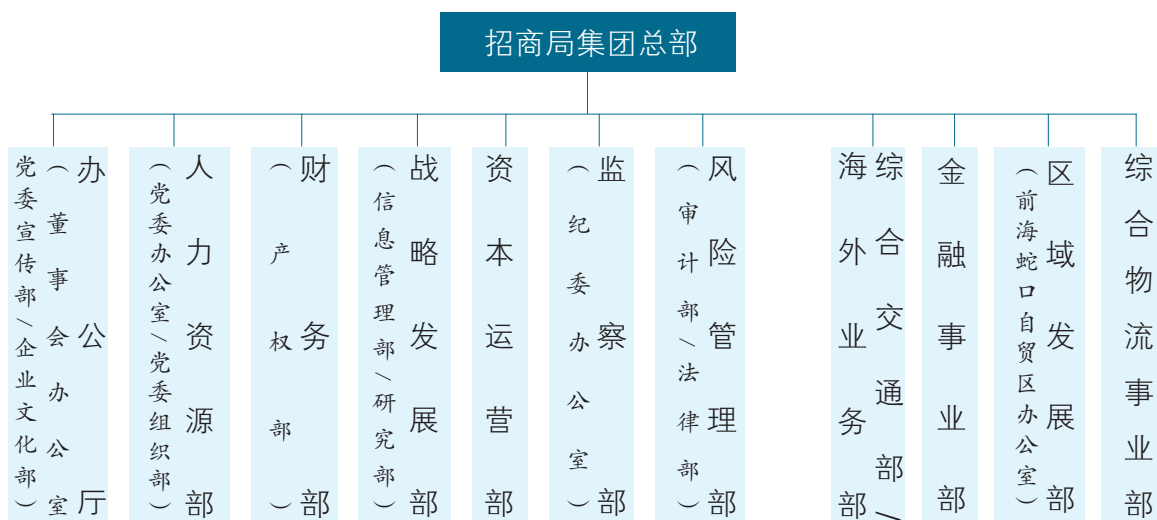 招商局集团总部
办公厅
（董事会办公室
党委宣传部/企业文化部）
人力资源部
（党委办公室/党委组织部）
财务部
（产权部）
战略发展部
（信息管理部/研究部）
资本运营部
监察部
（纪委办公室）
风险管理部
（审计部/法律部）
综合交通部/
海外业务部
金融事业部
区域发展部
（前海蛇口自贸区办公室）
综合物流事业部